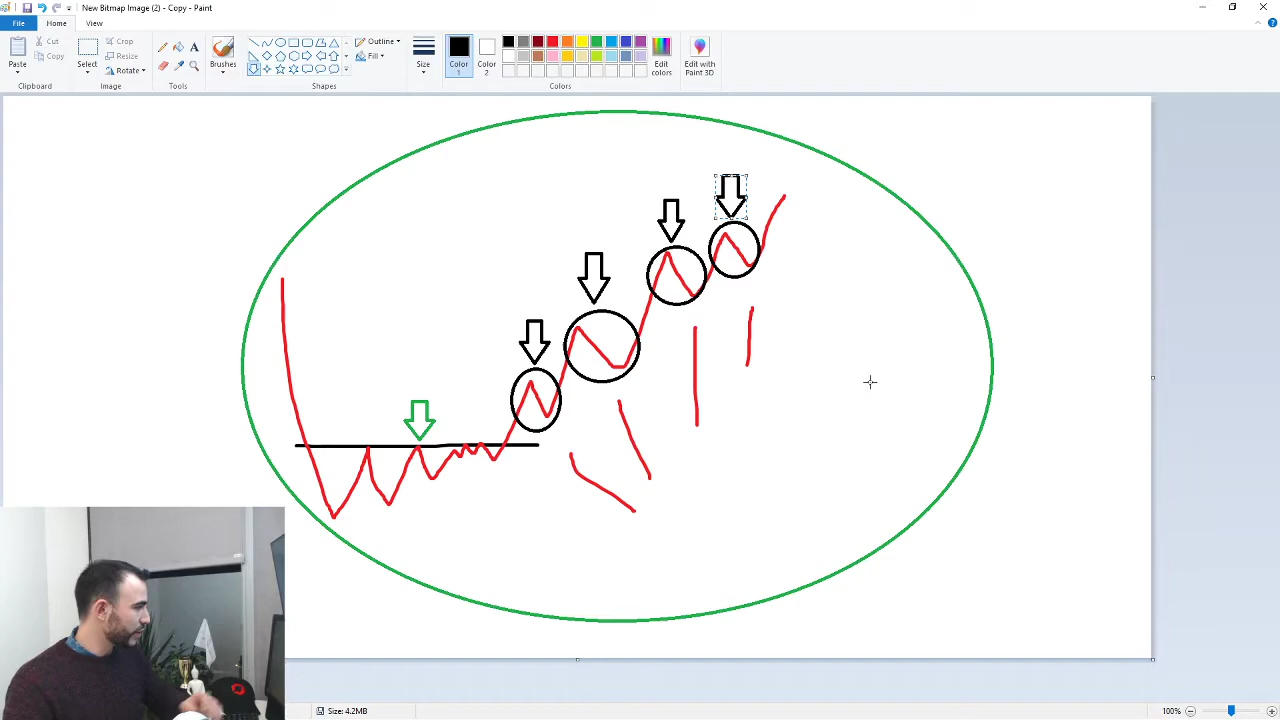 New Bitmap Image (2) - Copy - Paint
File Home View
Paste
Cut
Copy
Clipboard
Select
Crop
Resize
Rotate
Image
A
Tools
Brushes
Outline
Fill
Shapes
Size
Color
1
Color
2
Edit
colors
Colors
Edit with
Paint 3D
Size: 4.2MB
100%